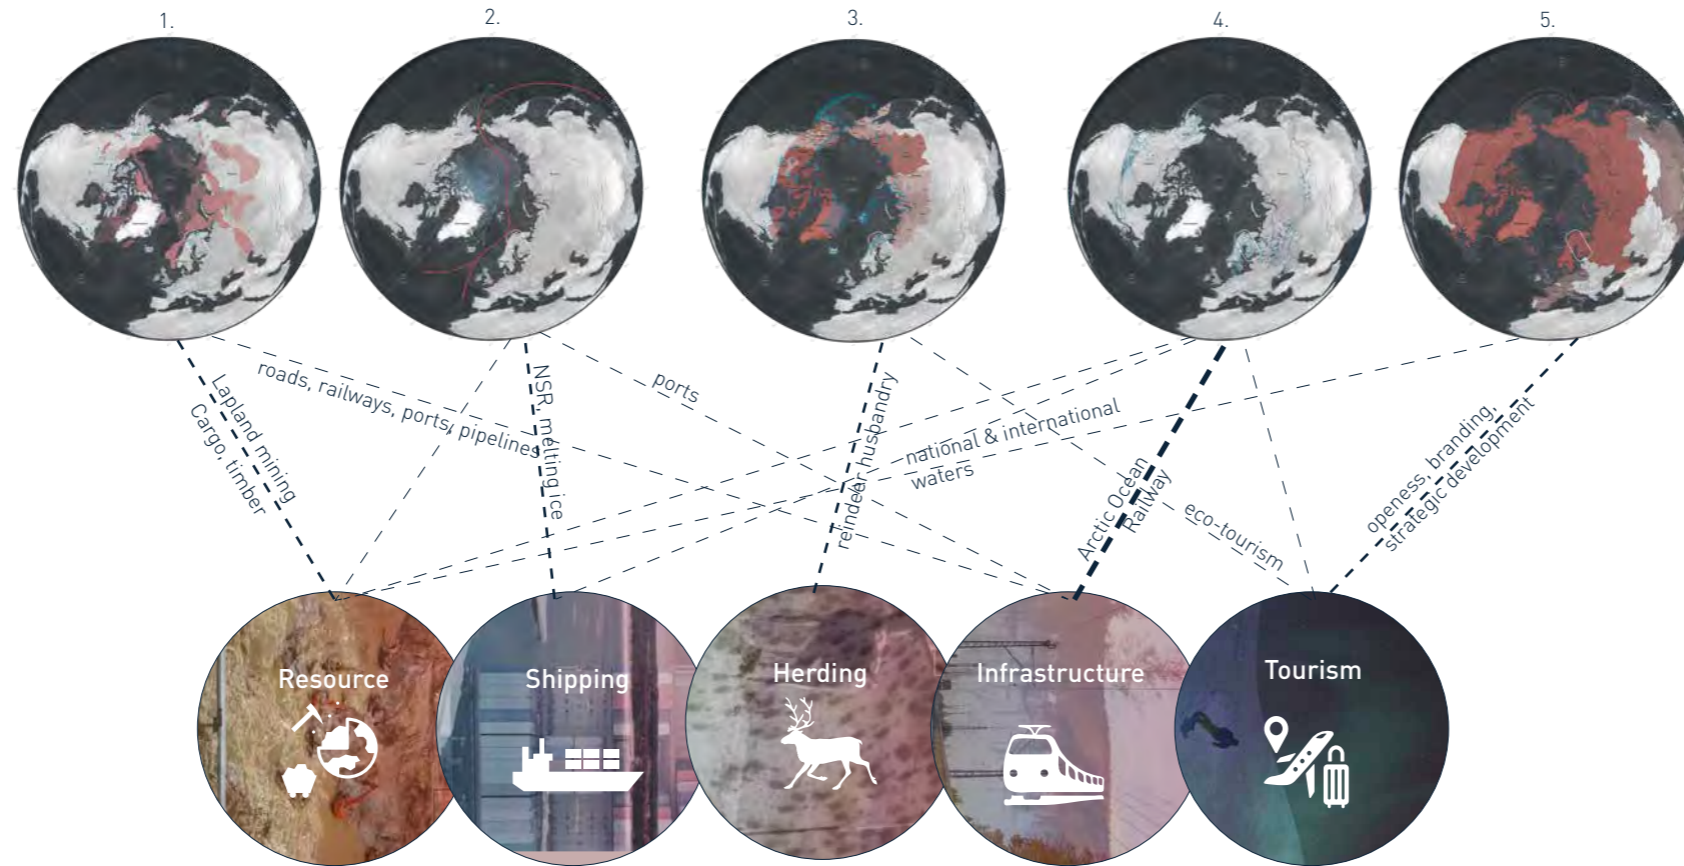 1.
2.
3.
4.
5.
roads, railways, ports, pipelines
Lapland mining
Cargo, timber
NSR, melting ice
ports
reindeer husbandry
national & international
waters
Arctic Ocean
Railway
eco-tourism
openness, branding,
strategic development
Resource
Shipping
Herding
Infrastructure
Tourism